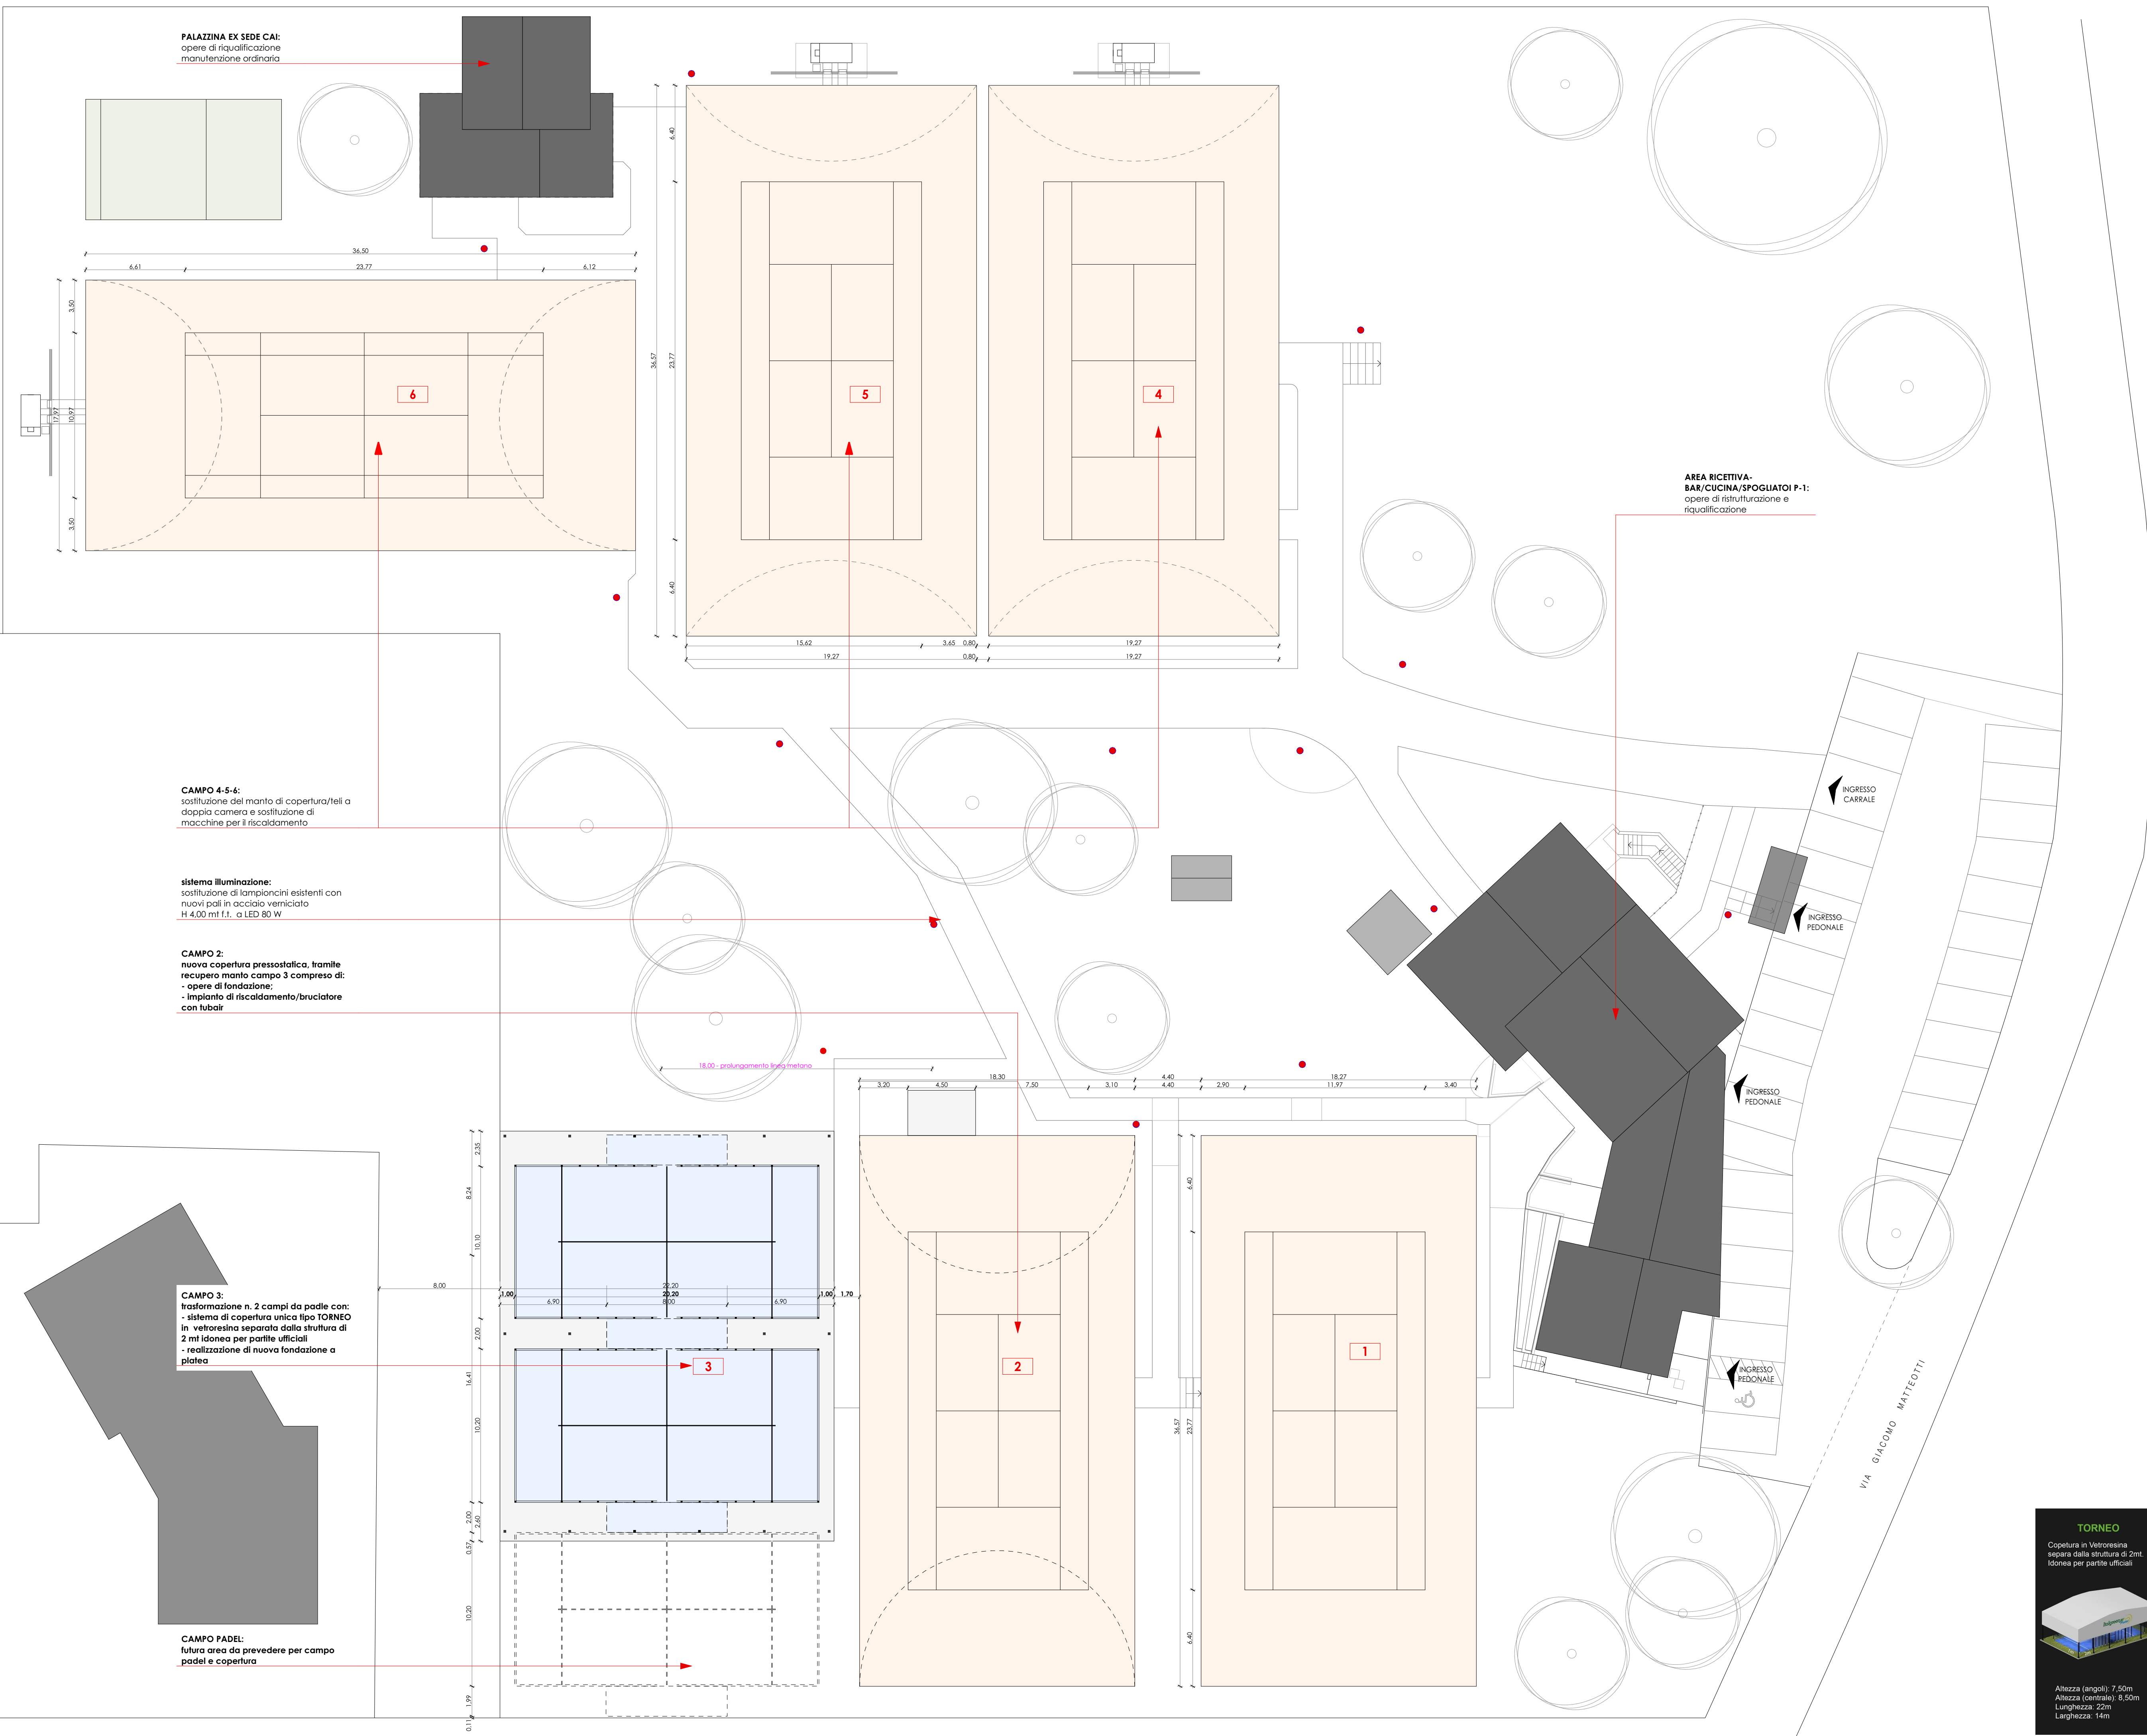 PALAZZINA EX SEDE CAI:
opere di riqualificazione
manutenzione ordinaria
36,50
6,61
23,77
6,12
3,50
17,97
10,97
3,50
6
6,40
36,57
23,77
6,40
5
4
15,62
3,65
0,80
19,27
19,27
0,80
19,27
AREA RICETTIVA-
BAR/CUCINA/SPOGLIATOI P-1:
opere di ristrutturazione e
riqualificazione
CAMPO 4-5-6:
sostituzione del manto di copertura/teli a
doppia camera e sostituzione di
macchine per il riscaldamento
INGRESSO
CARRALE
sistema illuminazione:
sostituzione di lampioncini esistenti con
nuovi pali in acciaio verniciato
H 4,00 mt f.t. a LED 80 W
INGRESSO
PEDONALE
CAMPO 2:
nuova copertura pressostatica, tramite
recupero manto campo 3 compreso di:
- opere di fondazione;
- impianto di riscaldamento/bruciatore
con tubair
18,00 - prolungamento linea metano
18,30
4,40
18,27
3,20
4,50
7,50
3,10
4,40
2,90
11,97
3,40
INGRESSO
PEDONALE
2,35
8,24
10,10
8,00
22,20
1,00
20,20
1,00
1,70
6,90
8,00
6,90
2,00
16,41
10,20
2,00
2,60
0,57
10,20
1,99
0,11
CAMPO 3:
trasformazione n. 2 campi da padle con:
- sistema di copertura unica tipo TORNEO
in vetroresina separata dalla struttura di
2 mt idonea per partite ufficiali
- realizzazione di nuova fondazione a
platea
3
2
1
6,40
36,57
23,77
6,40
INGRESSO
PEDONALE
VIA GIACOMO MATTEOTTI
CAMPO PADEL:
futura area da prevedere per campo
padel e copertura
TORNEO
Copetura in Vetroresina
separa dalla struttura di 2mt.
Idonea per partite ufficiali
Altezza (angoli): 7,50m
Altezza (centrale): 8,50m
Lunghezza: 22m
Larghezza: 14m